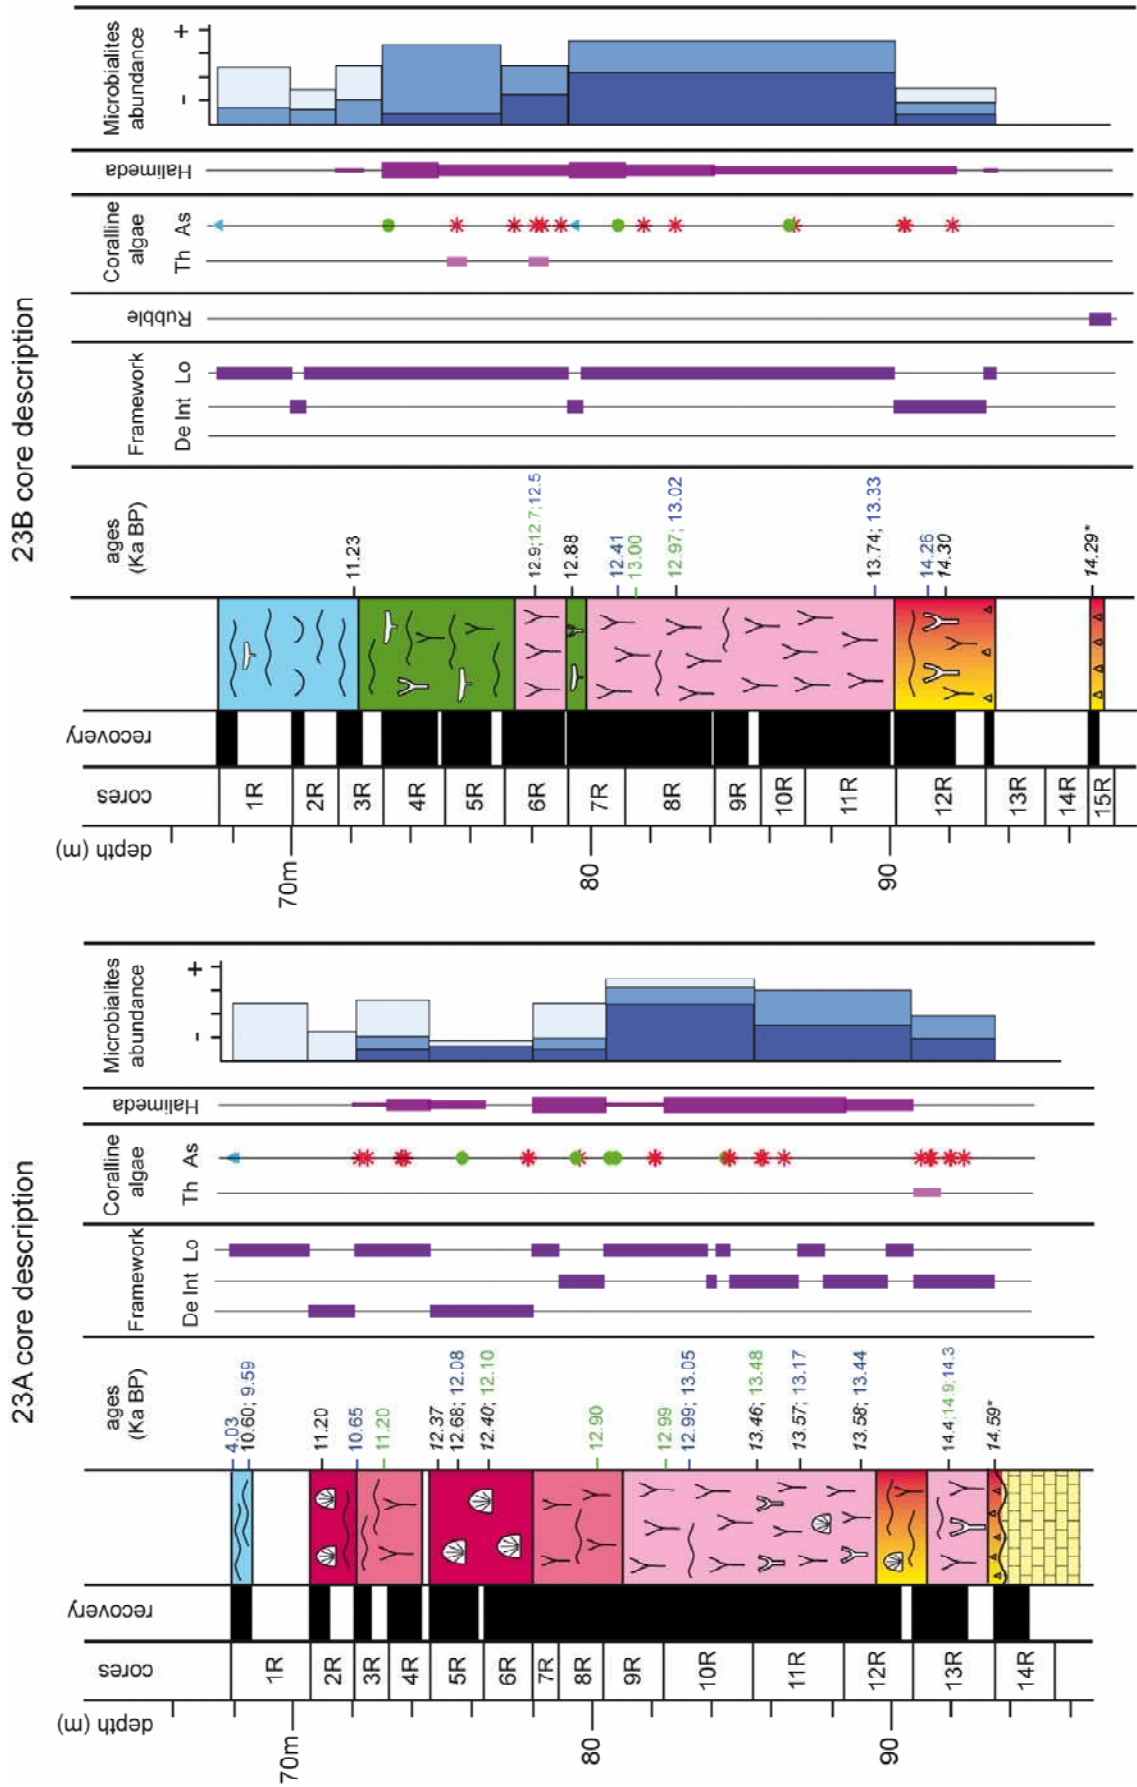 23A core description
depth (m)
70m
80
90
cores
1R
2R
3R
4R
5R
6R
7R
8R
9R
10R
11R
12R
13R
14R
recovery
ages
(Ka BP)
4.03
10.60; 9.59
11.20
10.65
11.20
12.37
12.68; 12.08
12.40; 12.10
12.90
12.99
12.99; 13.05
13.46; 13.48
13.57; 13.17
13.58; 13.44
14.4;14.9;14.3
14.59*
Framework
De Int Lo
Coralline
algae
Th As
Halimeda
Microbialites
abundance
- +
23B core description
depth (m)
70m
80
90
cores
1R
2R
3R
4R
5R
6R
7R
8R
9R
10R
11R
12R
13R
14R
15R
recovery
ages
(Ka BP)
11.23
12.9;12.7;12.5
12.88
12.41
13.00
12.97; 13.02
13.74; 13.33
14.26
14.30
14.29*
Framework
De Int Lo
Rubble
Coralline
algae
Th As
Halimeda
Microbialites
abundance
- +